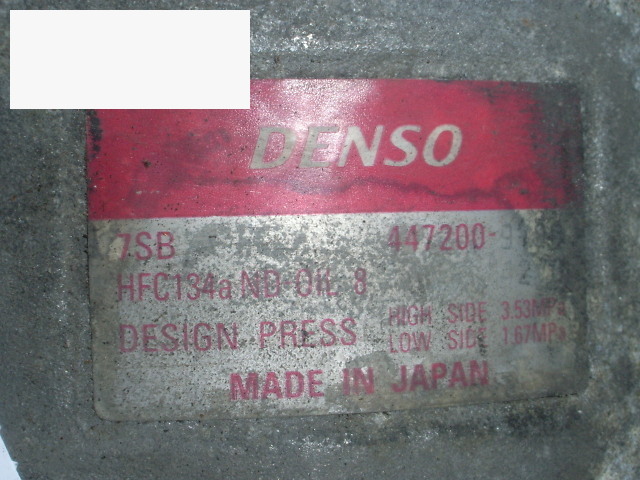 DENSO
7SB 447200-
HFC134a ND-OIL 8
DESIGN PRESS HIGH SIDE 3.53MPa
LOW SIDE 1.67MPa
MADE IN JAPAN